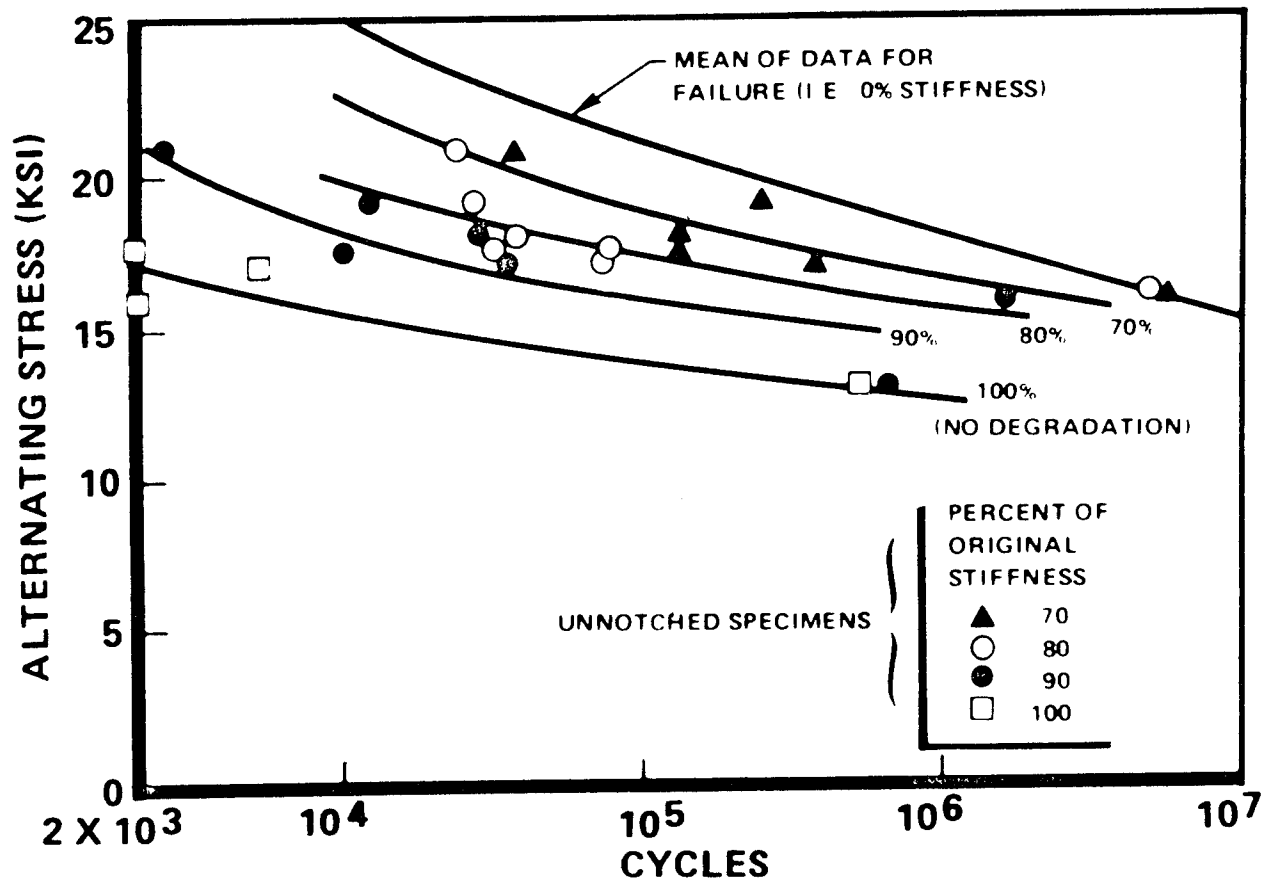 25
20
15
10
5
0
ALTERNATING STRESS (KSI)
MEAN OF DATA FOR
FAILURE (I E 0% STIFFNESS)
70%
80%
90%
100%
(NO DEGRADATION)
UNNOTCHED SPECIMENS
PERCENT OF
ORIGINAL
STIFFNESS
70
80
90
100
2 X 10³
10⁴
10⁵
10⁶
10⁷
CYCLES